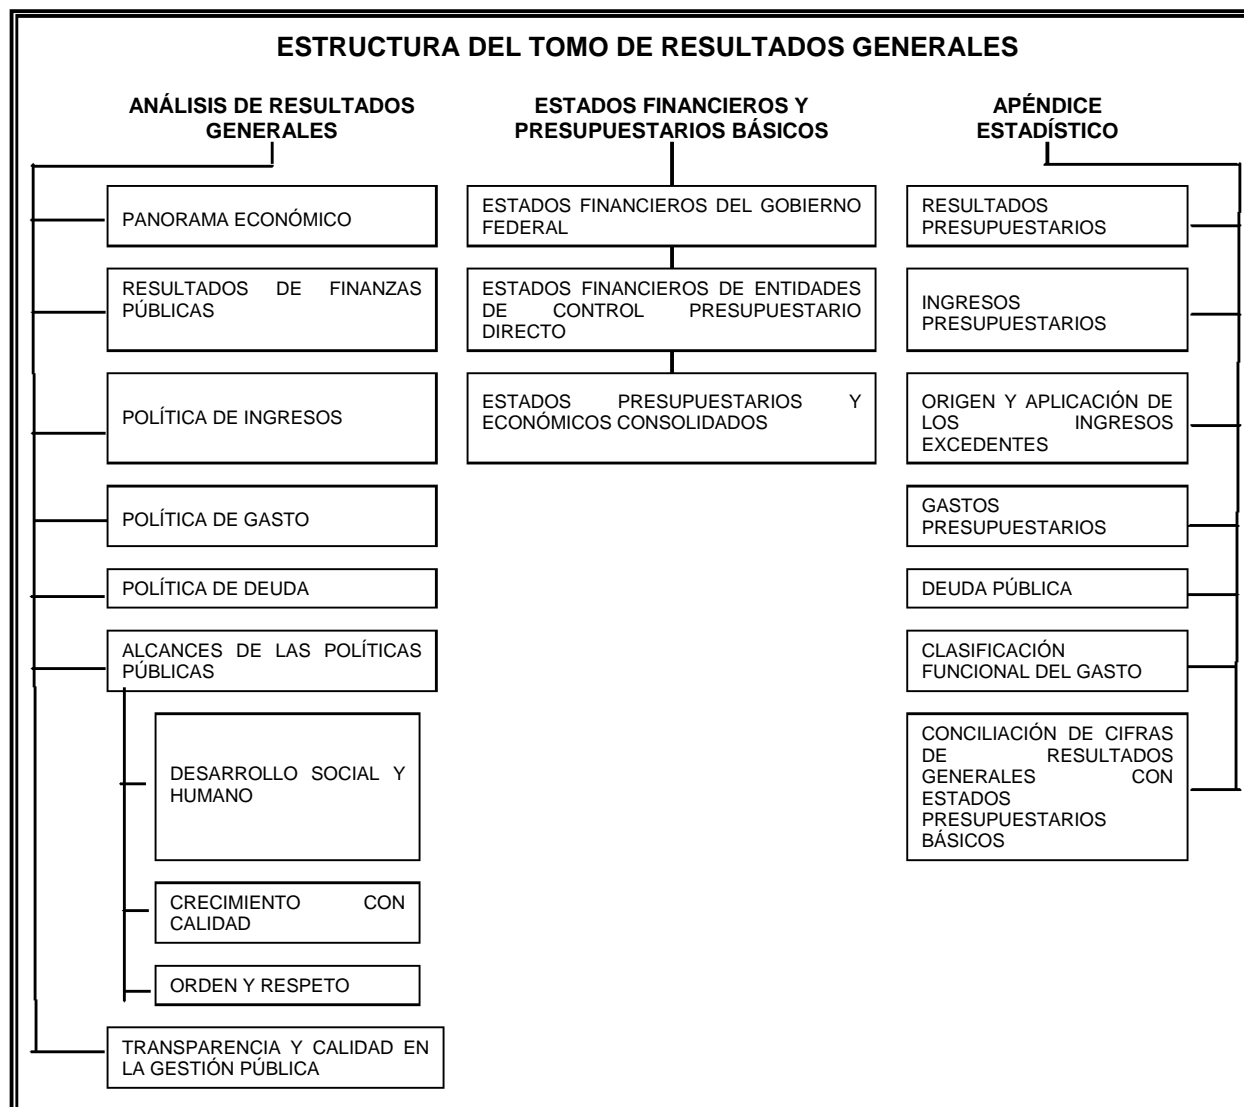 ESTRUCTURA DEL TOMO DE RESULTADOS GENERALES
ANÁLISIS DE RESULTADOS
GENERALES
PANORAMA ECONÓMICO
RESULTADOS DE FINANZAS
PÚBLICAS
POLÍTICA DE INGRESOS
POLÍTICA DE GASTO
POLÍTICA DE DEUDA
ALCANCES DE LAS POLÍTICAS
PÚBLICAS
DESARROLLO SOCIAL Y
HUMANO
CRECIMIENTO CON
CALIDAD
ORDEN Y RESPETO
TRANSPARENCIA Y CALIDAD EN
LA GESTIÓN PÚBLICA
ESTADOS FINANCIEROS Y
PRESUPUESTARIOS BÁSICOS
ESTADOS FINANCIEROS DEL GOBIERNO
FEDERAL
ESTADOS FINANCIEROS DE ENTIDADES
DE CONTROL PRESUPUESTARIO
DIRECTO
ESTADOS PRESUPUESTARIOS Y
ECONÓMICOS CONSOLIDADOS
APÉNDICE
ESTADÍSTICO
RESULTADOS
PRESUPUESTARIOS
INGRESOS
PRESUPUESTARIOS
ORIGEN Y APLICACIÓN DE
LOS INGRESOS
EXCEDENTES
GASTOS
PRESUPUESTARIOS
DEUDA PÚBLICA
CLASIFICACIÓN
FUNCIONAL DEL GASTO
CONCILIACIÓN DE CIFRAS
DE RESULTADOS
GENERALES CON
ESTADOS
PRESUPUESTARIOS
BÁSICOS